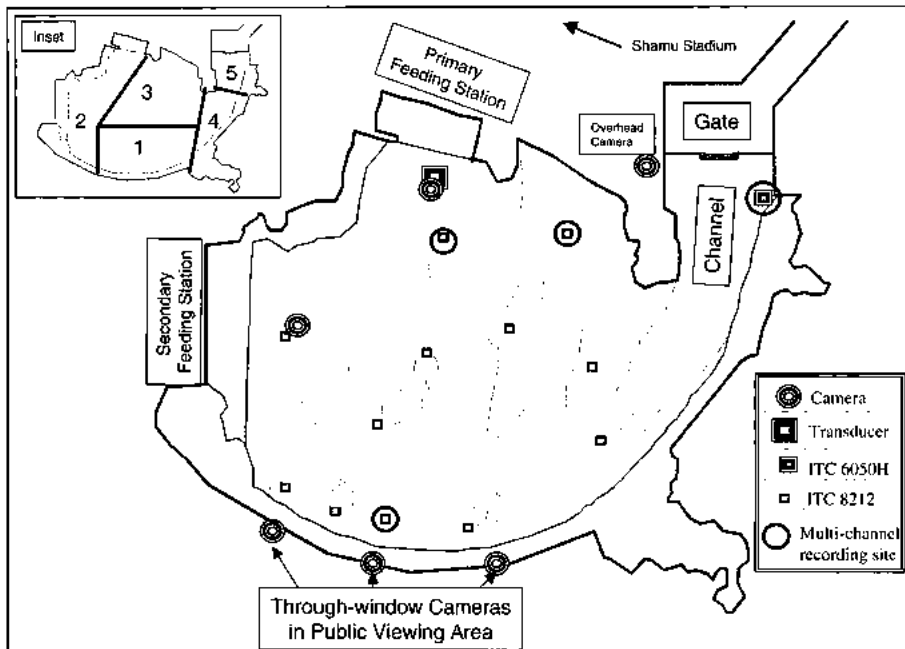 Inset
2
3
1
4
5
Shamu Stadium
Primary
Feeding Station
Overhead
Camera
Gate
Channel
Secondary
Feeding Station
Camera
Transducer
ITC 6050H
ITC 8212
Multi-channel
recording site
Through-window Cameras
in Public Viewing Area